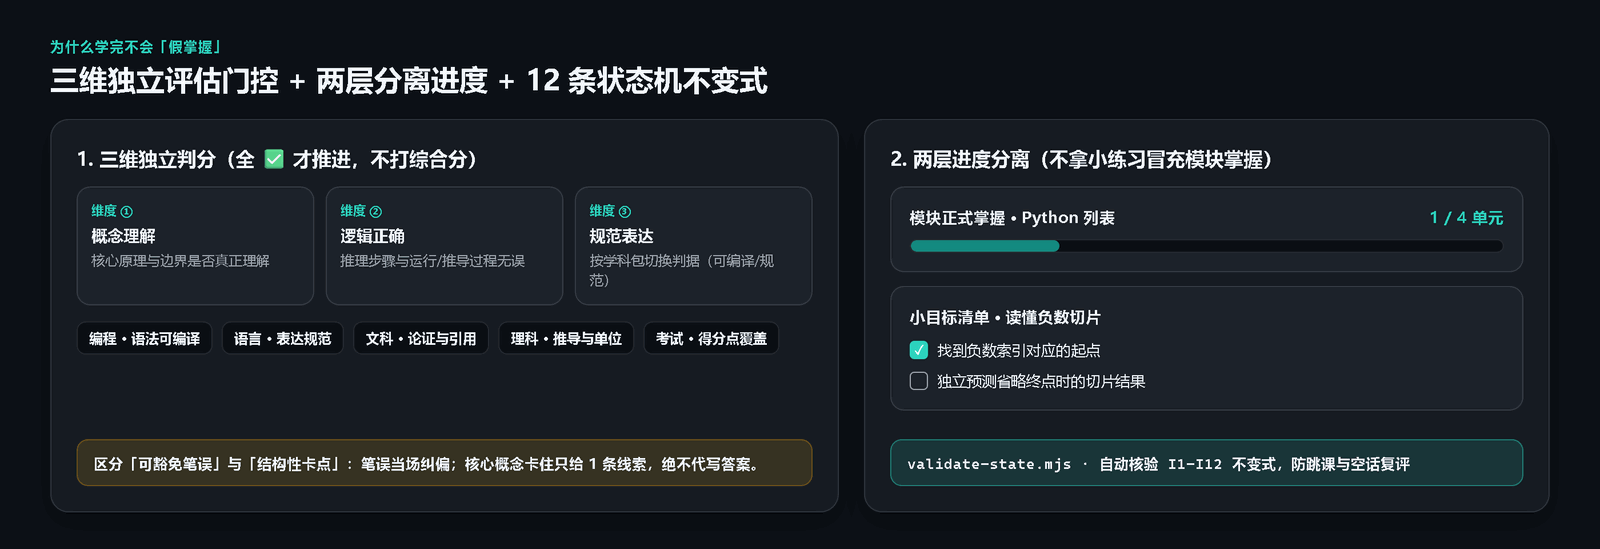 为什么学完不会「假掌握」
三维独立评估门控 + 两层分离进度 + 12 条状态机不变式
1. 三维独立判分（全 ✅ 才推进，不打综合分）
维度 ①
概念理解
核心原理与边界是否真正理解
维度 ②
逻辑正确
推理步骤与运行/推导过程无误
维度 ③
规范表达
按学科包切换判据（可编译/规
范）
编程 • 语法可编译
语言 • 表达规范
文科 • 论证与引用
理科 • 推导与单位
考试 • 得分点覆盖
区分「可豁免笔误」与「结构性卡点」：笔误当场纠偏；核心概念卡住只给 1 条线索，绝不代写答案。
2. 两层进度分离（不拿小练习冒充模块掌握）
模块正式掌握 • Python 列表
1 / 4 单元
小目标清单 • 读懂负数切片
✓ 找到负数索引对应的起点
独立预测省略终点时的切片结果
validate-state.mjs · 自动核验 I1-I12 不变式，防跳课与空话复评